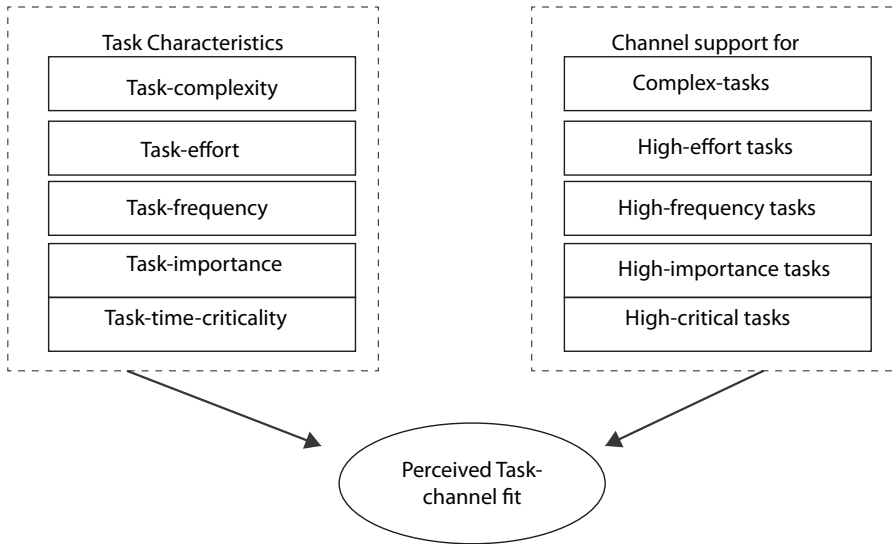 Task Characteristics
Task-complexity
Task-effort
Task-frequency
Task-importance
Task-time-criticality
Channel support for
Complex-tasks
High-effort tasks
High-frequency tasks
High-importance tasks
High-critical tasks
Perceived Task-
channel fit